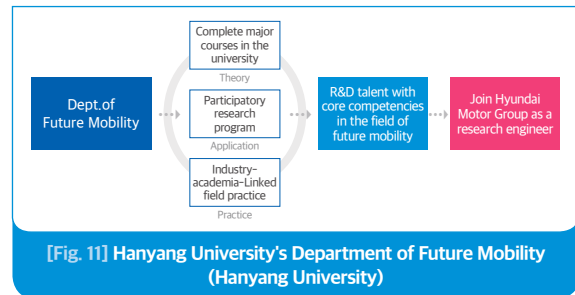 Complete major
courses in the
university
Theory
Dept.of
Future Mobility
Participatory
research
program
Application
Industry-
academia-Linked
field practice
Practice
R&D talent with
core competencies
in the field of
future mobility
Join Hyundai
Motor Group as a
research engineer
[Fig. 11] Hanyang University's Department of Future Mobility
(Hanyang University)